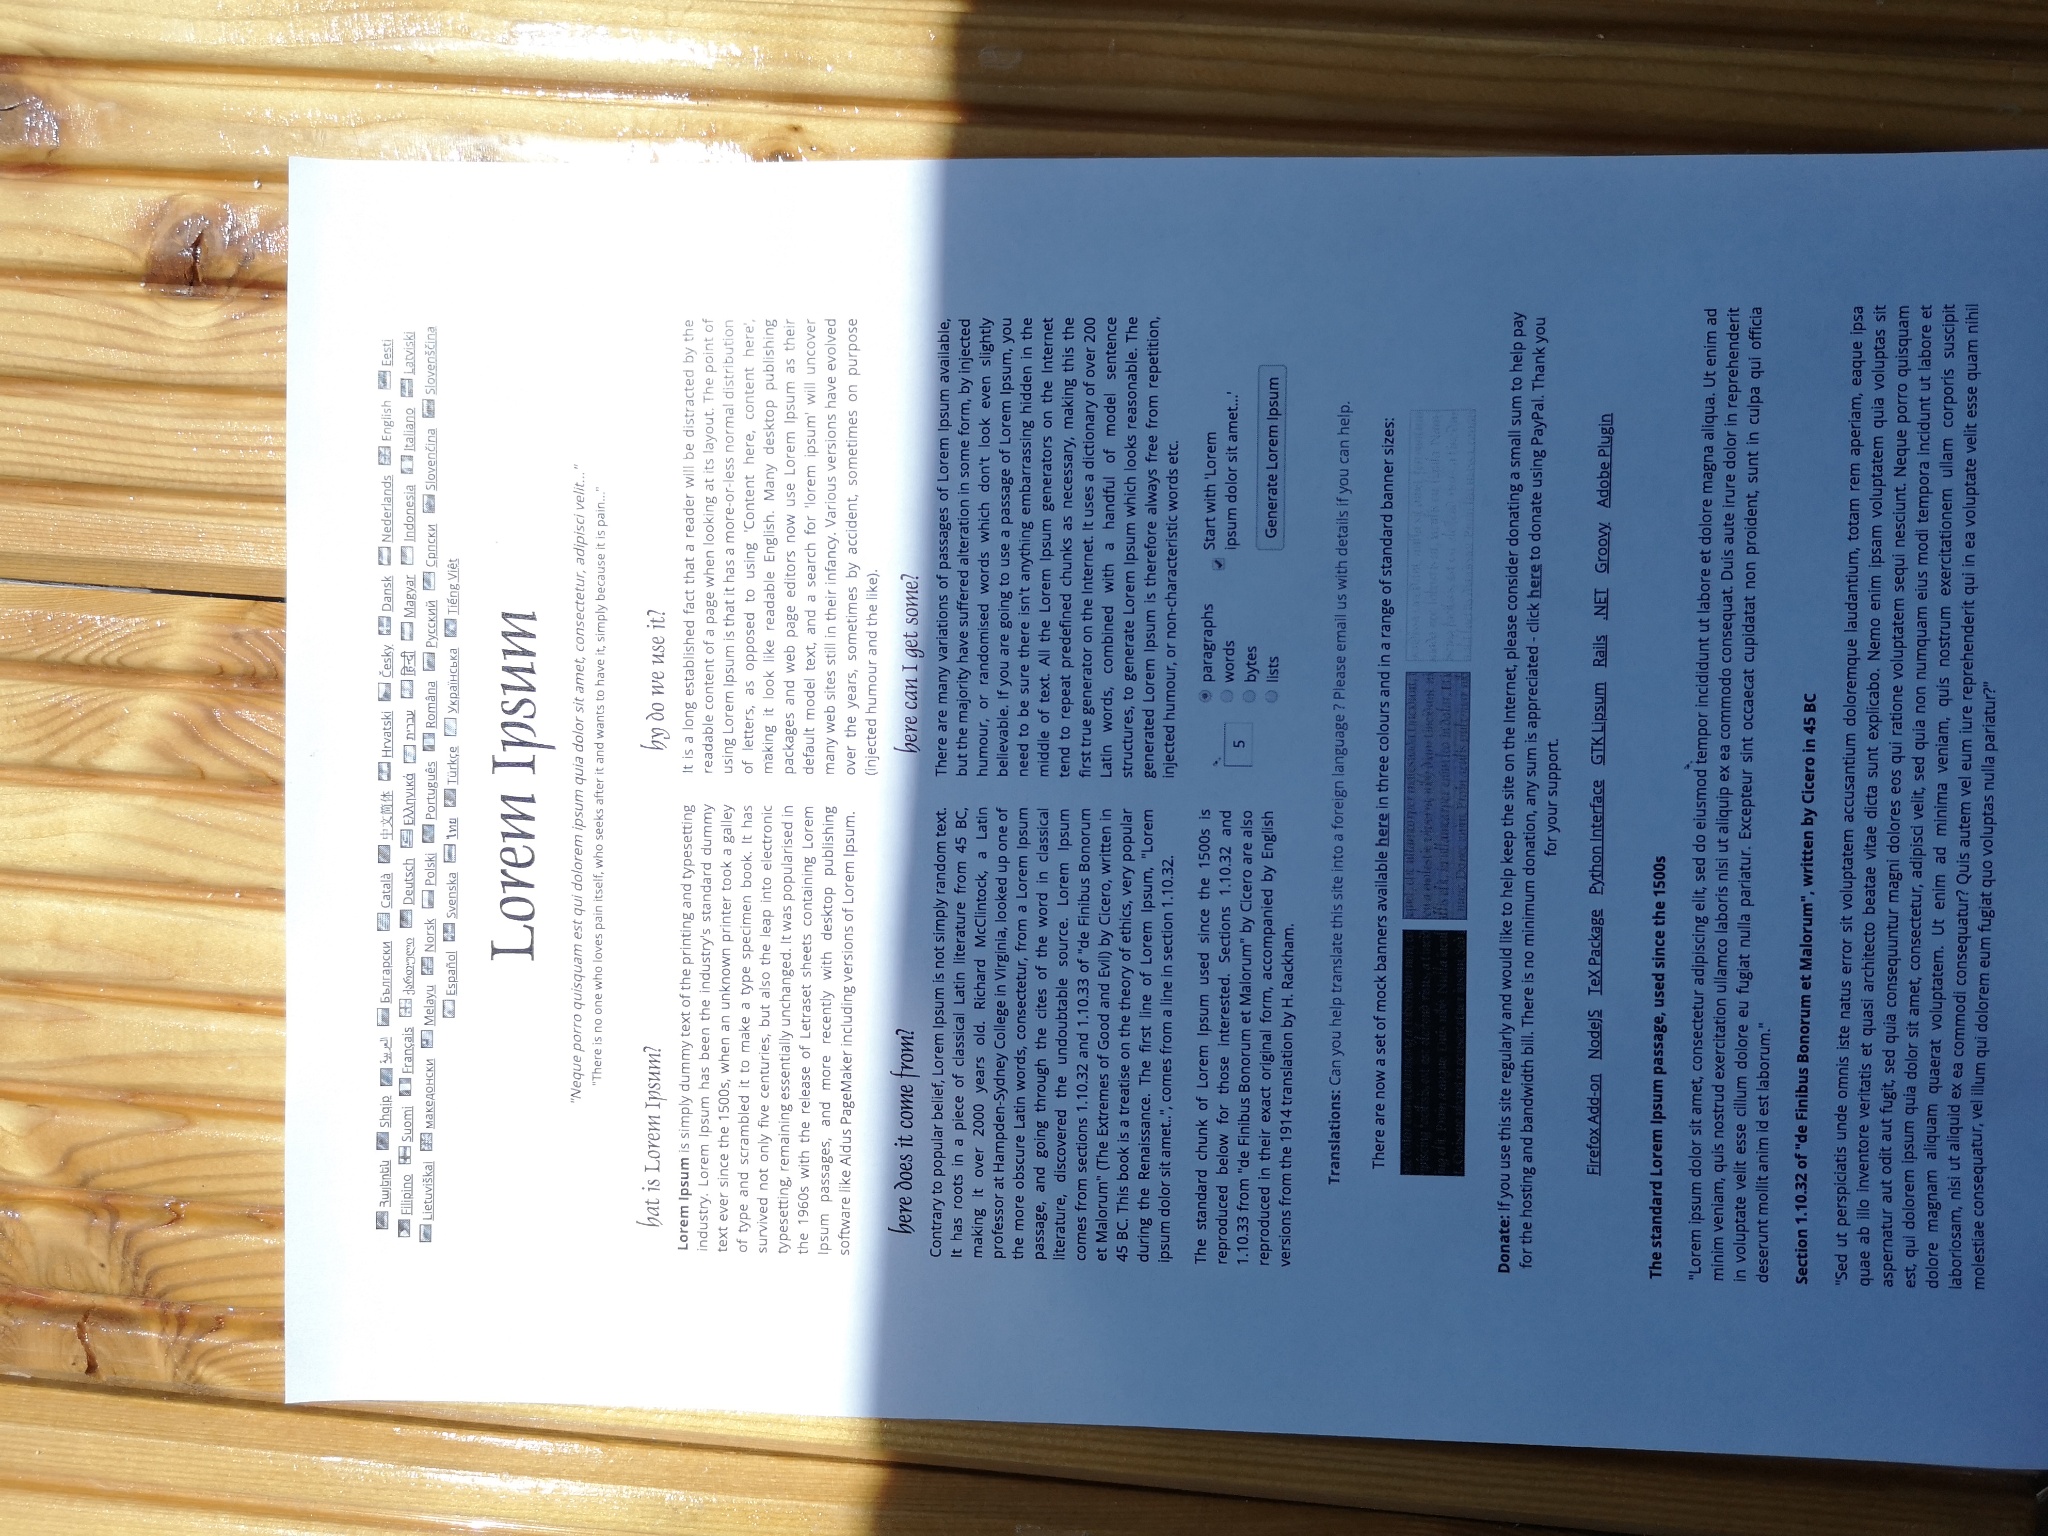 Հայերեն Shqip العربية Български Català 中文简体 Hrvatski Česky Dansk Nederlands English Eesti
Filipino Suomi Français ქართული Deutsch Ελληνικά עברית हिन्दी Magyar Indonesia Italiano Latviski
Lietuviškai македонски Melayu Norsk Polski Português Româna Русский Српски Slovenčina Slovenščina
Español Svenska ไทย Türkçe Українська Tiếng Việt
Lorem Ipsum
"Neque porro quisquam est qui dolorem ipsum quia dolor sit amet, consectetur, adipisci velit..."
"There is no one who loves pain itself, who seeks after it and wants to have it, simply because it is pain..."
hat is Lorem Ipsum?
Lorem Ipsum is simply dummy text of the printing and typesetting
industry. Lorem Ipsum has been the industry's standard dummy
text ever since the 1500s, when an unknown printer took a galley
of type and scrambled it to make a type specimen book. It has
survived not only five centuries, but also the leap into electronic
typesetting, remaining essentially unchanged. It was popularised in
the 1960s with the release of Letraset sheets containing Lorem
Ipsum passages, and more recently with desktop publishing
software like Aldus PageMaker including versions of Lorem Ipsum.
hy do we use it?
It is a long established fact that a reader will be distracted by the
readable content of a page when looking at its layout. The point of
using Lorem Ipsum is that it has a more-or-less normal distribution
of letters, as opposed to using 'Content here, content here',
making it look like readable English. Many desktop publishing
packages and web page editors now use Lorem Ipsum as their
default model text, and a search for 'lorem ipsum' will uncover
many web sites still in their infancy. Various versions have evolved
over the years, sometimes by accident, sometimes on purpose
(injected humour and the like).
here does it come from?
Contrary to popular belief, Lorem Ipsum is not simply random text.
It has roots in a piece of classical Latin literature from 45 BC,
making it over 2000 years old. Richard McClintock, a Latin
professor at Hampden-Sydney College in Virginia, looked up one of
the more obscure Latin words, consectetur, from a Lorem Ipsum
passage, and going through the cites of the word in classical
literature, discovered the undoubtable source. Lorem Ipsum
comes from sections 1.10.32 and 1.10.33 of "de Finibus Bonorum
et Malorum" (The Extremes of Good and Evil) by Cicero, written in
45 BC. This book is a treatise on the theory of ethics, very popular
during the Renaissance. The first line of Lorem Ipsum, "Lorem
ipsum dolor sit amet..", comes from a line in section 1.10.32.
The standard chunk of Lorem Ipsum used since the 1500s is
reproduced below for those interested. Sections 1.10.32 and
1.10.33 from "de Finibus Bonorum et Malorum" by Cicero are also
reproduced in their exact original form, accompanied by English
versions from the 1914 translation by H. Rackham.
here can I get some?
There are many variations of passages of Lorem Ipsum available,
but the majority have suffered alteration in some form, by injected
humour, or randomised words which don't look even slightly
believable. If you are going to use a passage of Lorem Ipsum, you
need to be sure there isn't anything embarrassing hidden in the
middle of text. All the Lorem Ipsum generators on the Internet
tend to repeat predefined chunks as necessary, making this the
first true generator on the Internet. It uses a dictionary of over 200
Latin words, combined with a handful of model sentence
structures, to generate Lorem Ipsum which looks reasonable. The
generated Lorem Ipsum is therefore always free from repetition,
injected humour, or non-characteristic words etc.
5
paragraphs
words
bytes
lists
Start with 'Lorem
ipsum dolor sit amet...'
Generate Lorem Ipsum
Translations: Can you help translate this site into a foreign language ? Please email us with details if you can help.
There are now a set of mock banners available here in three colours and in a range of standard banner sizes:
Donate: If you use this site regularly and would like to help keep the site on the Internet, please consider donating a small sum to help pay
for the hosting and bandwidth bill. There is no minimum donation, any sum is appreciated - click here to donate using PayPal. Thank you
for your support.
Firefox Add-on NodeJS TeX Package Python Interface GTK Lipsum Rails .NET Groovy Adobe Plugin
The standard Lorem Ipsum passage, used since the 1500s
"Lorem ipsum dolor sit amet, consectetur adipiscing elit, sed do eiusmod tempor incididunt ut labore et dolore magna aliqua. Ut enim ad
minim veniam, quis nostrud exercitation ullamco laboris nisi ut aliquip ex ea commodo consequat. Duis aute irure dolor in reprehenderit
in voluptate velit esse cillum dolore eu fugiat nulla pariatur. Excepteur sint occaecat cupidatat non proident, sunt in culpa qui officia
deserunt mollit anim id est laborum."
Section 1.10.32 of "de Finibus Bonorum et Malorum", written by Cicero in 45 BC
"Sed ut perspiciatis unde omnis iste natus error sit voluptatem accusantium doloremque laudantium, totam rem aperiam, eaque ipsa
quae ab illo inventore veritatis et quasi architecto beatae vitae dicta sunt explicabo. Nemo enim ipsam voluptatem quia voluptas sit
aspernatur aut odit aut fugit, sed quia consequuntur magni dolores eos qui ratione voluptatem sequi nesciunt. Neque porro quisquam
est, qui dolorem ipsum quia dolor sit amet, consectetur, adipisci velit, sed quia non numquam eius modi tempora incidunt ut labore et
dolore magnam aliquam quaerat voluptatem. Ut enim ad minima veniam, quis nostrum exercitationem ullam corporis suscipit
laboriosam, nisi ut aliquid ex ea commodi consequatur? Quis autem vel eum iure reprehenderit qui in ea voluptate velit esse quam nihil
molestiae consequatur, vel illum qui dolorem eum fugiat quo voluptas nulla pariatur?"